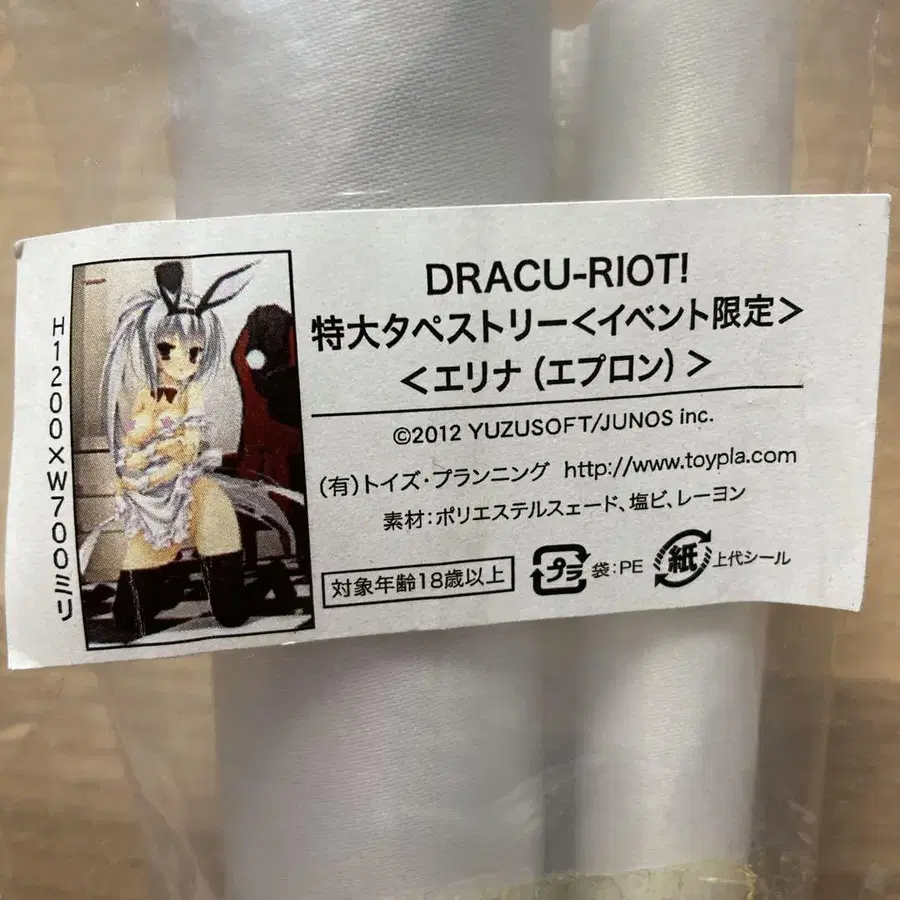 DRACU-RIOT!
特大タペストリー<イベント限定>
<エリナ (エプロン) >
©2012 YUZUSOFT/JUNOS inc.
(有)トイズ・プランニング http://www.toypla.com
素材:ポリエステルスェード、塩ビ、レーヨン
対象年齢18歳以上
プラ 袋:PE 紙 上代シール
H1200×W700ミリ